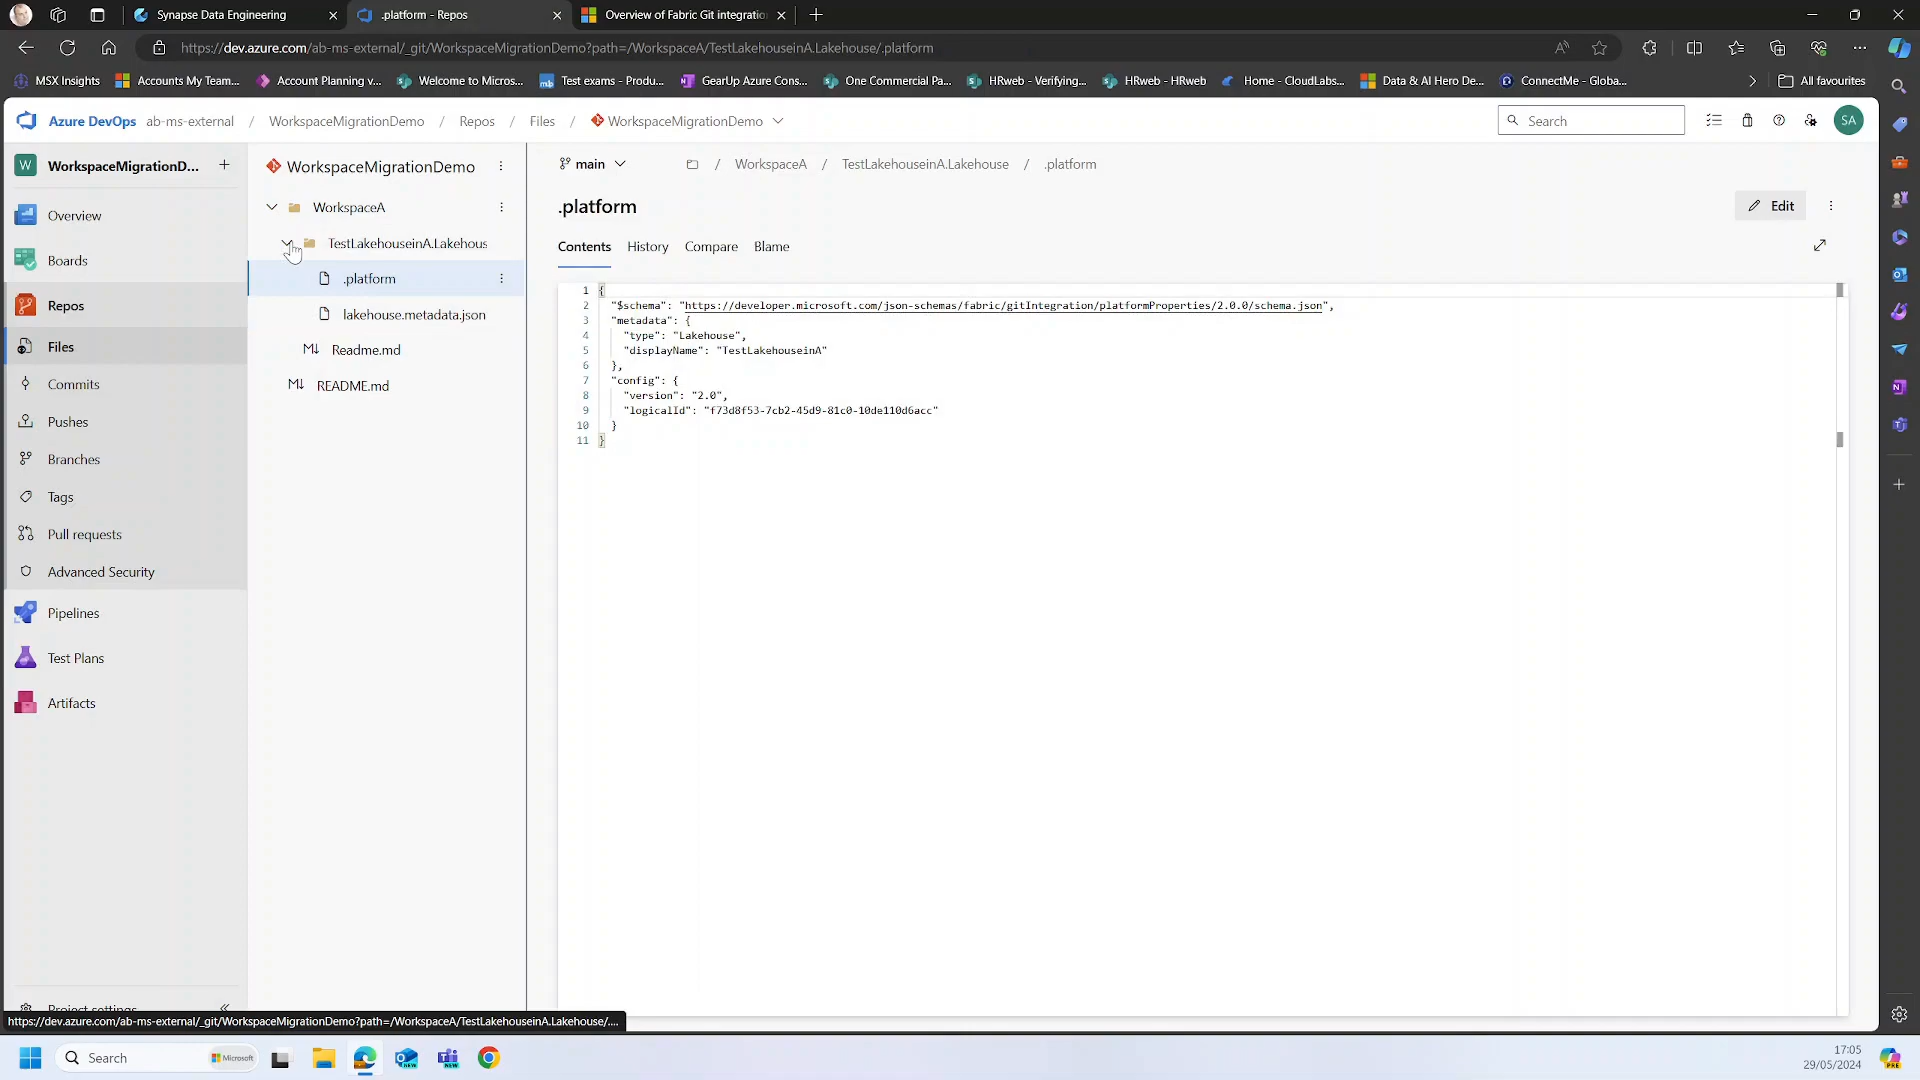 Synapse Data Engineering
.platform - Repos
Overview of Fabric Git integratio
https://dev.azure.com/ab-ms-external/_git/WorkspaceMigrationDemo?path=/WorkspaceA/TestLakehouseinA.Lakehouse/.platform
MSX Insights
Accounts My Team...
Account Planning v...
Welcome to Micros...
Test exams - Produ...
GearUp Azure Cons...
One Commercial Pa...
HRweb - Verifying...
HRweb - HRweb
Home - CloudLabs...
Data & AI Hero De...
ConnectMe - Globa...
All favourites
Azure DevOps ab-ms-external / WorkspaceMigrationDemo / Repos / Files / WorkspaceMigrationDemo
Search
SA
W WorkspaceMigrationD...
Overview
Boards
Repos
Files
Commits
Pushes
Branches
Tags
Pull requests
Advanced Security
Pipelines
Test Plans
Artifacts
Project settings
WorkspaceMigrationDemo
WorkspaceA
TestLakehouseinA.Lakehous
.platform
lakehouse.metadata.json
Readme.md
README.md
main / WorkspaceA / TestLakehouseinA.Lakehouse / .platform
.platform
Edit
Contents History Compare Blame
1 {
2 "$schema": "https://developer.microsoft.com/json-schemas/fabric/gitIntegration/platformProperties/2.0.0/schema.json",
3 "metadata": {
4 "type": "Lakehouse",
5 "displayName": "TestLakehouseinA"
6 },
7 "config": {
8 "version": "2.0",
9 "logicalId": "f73d8f53-7cb2-45d9-81c0-10de110d6acc"
10 }
11 }
https://dev.azure.com/ab-ms-external/_git/WorkspaceMigrationDemo?path=/WorkspaceA/TestLakehouseinA.Lakehouse/....
Search
Microsoft
NEW
NEW
17:05
29/05/2024
PRE